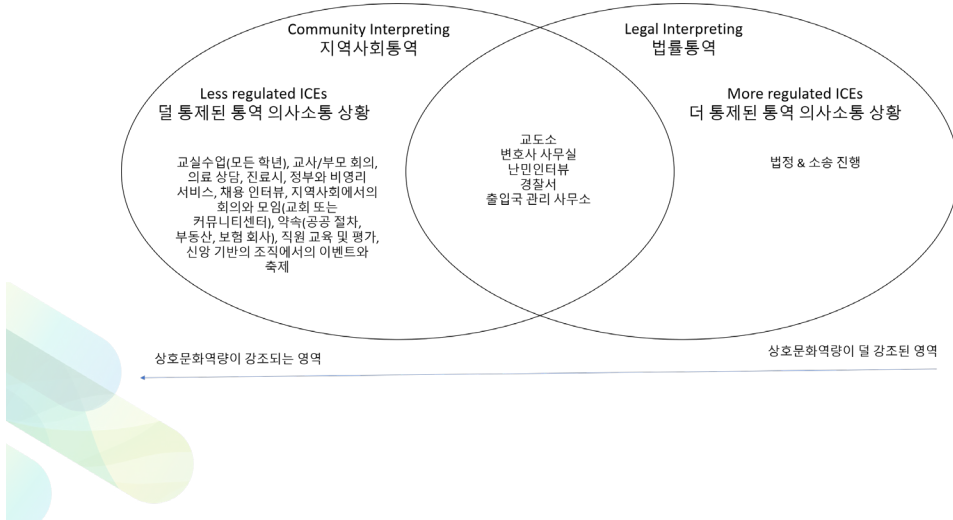 Community Interpreting
지역사회통역
Less regulated ICEs
덜 통제된 통역 의사소통 상황
교실수업(모든 학년), 교사/부모 회의,
의료 상담, 진료시, 정부와 비영리
서비스, 채용 인터뷰, 지역사회에서의
회의와 모임(교회 또는
커뮤니티센터), 약속(공공 절차,
부동산, 보험 회사), 직원 교육 및 평가,
신앙 기반의 조직에서의 이벤트와
축제
교도소
변호사 사무실
난민인터뷰
경찰서
출입국 관리 사무소
Legal Interpreting
법률통역
More regulated ICEs
더 통제된 통역 의사소통 상황
법정 & 소송 진행
상호문화역량이 강조되는 영역
상호문화역량이 덜 강조된 영역